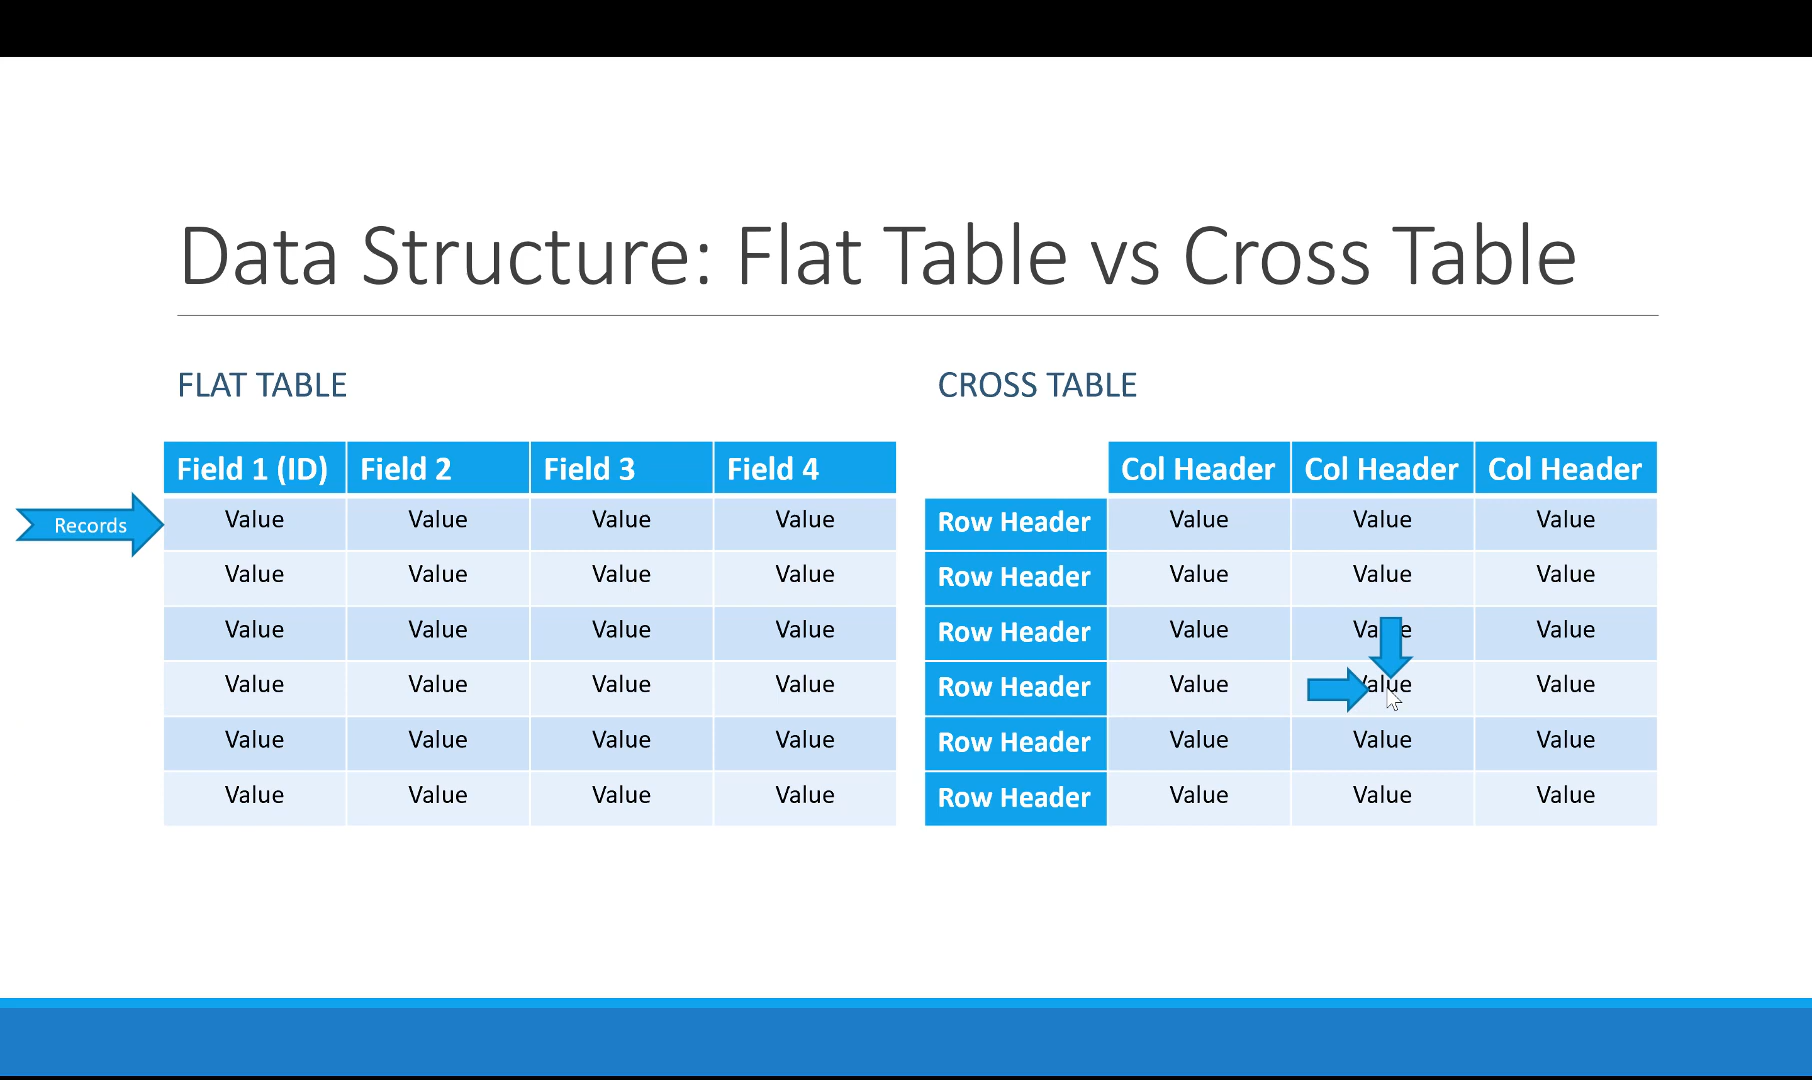 Data Structure: Flat Table vs Cross Table
FLAT TABLE
Field 1 (ID) Field 2 Field 3 Field 4
Records Value Value Value Value
Value Value Value Value
Value Value Value Value
Value Value Value Value
Value Value Value Value
Value Value Value Value
CROSS TABLE
Col Header Col Header Col Header
Row Header Value Value Value
Row Header Value Value Value
Row Header Value Value Value
Row Header Value Value Value
Row Header Value Value Value
Row Header Value Value Value